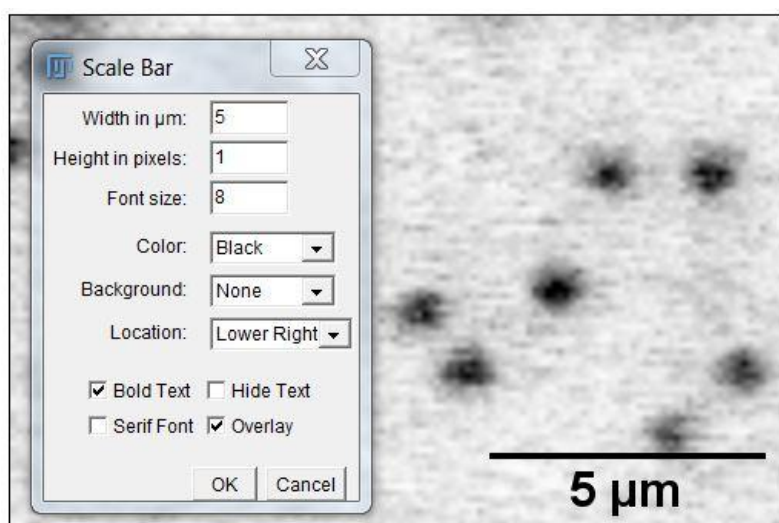 Scale Bar
Width in µm: 5
Height in pixels: 1
Font size: 8
Color: Black
Background: None
Location: Lower Right
Bold Text Hide Text
Serif Font Overlay
OK Cancel
5 µm